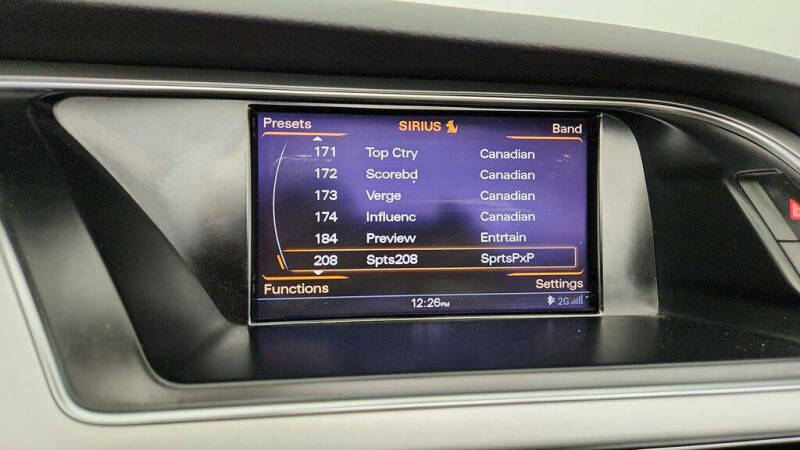 Presets SIRIUS Band
171 Top Ctry Canadian
172 Scorebd Canadian
173 Verge Canadian
174 Influenc Canadian
184 Preview Entrtain
208 Spts208 SprtsPxP
Functions Settings
12:26PM 2G